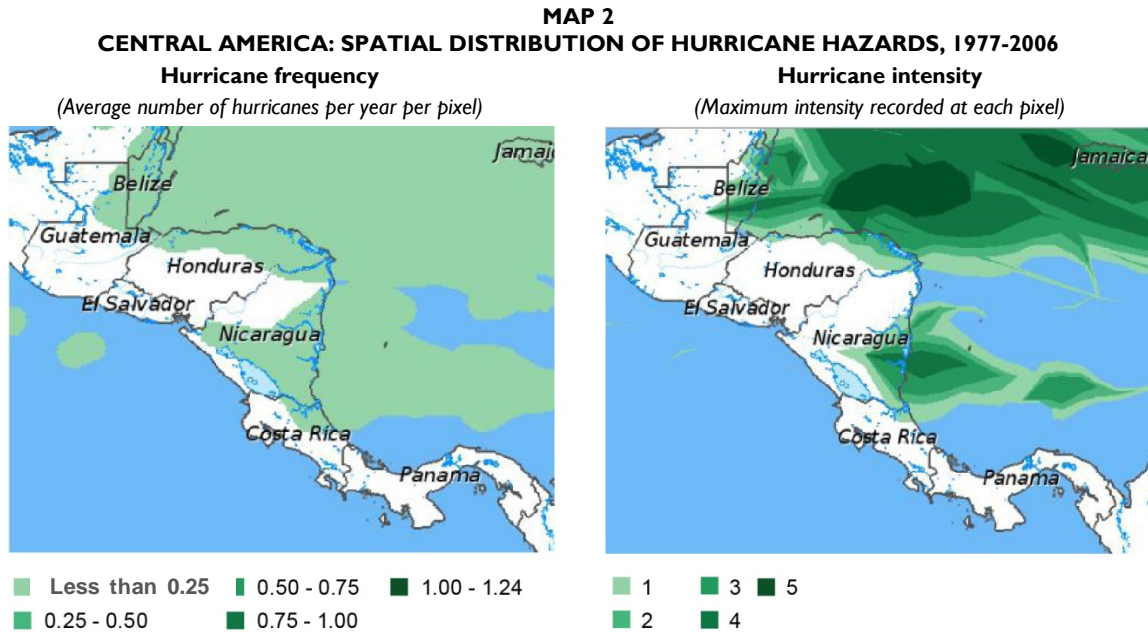 MAP 2
CENTRAL AMERICA: SPATIAL DISTRIBUTION OF HURRICANE HAZARDS, 1977-2006
Hurricane frequency
(Average number of hurricanes per year per pixel)
Jamaic
Belize
Guatemala
Honduras
El Salvador
Nicaragua
Costa Rica
Panama
Less than 0.25
0.50 - 0.75
1.00 - 1.24
0.25 - 0.50
0.75 - 1.00
Hurricane intensity
(Maximum intensity recorded at each pixel)
Jamaica
Belize
Guatemala
Honduras
El Salvador
Nicaragua
Costa Rica
Panama
1
3
5
2
4